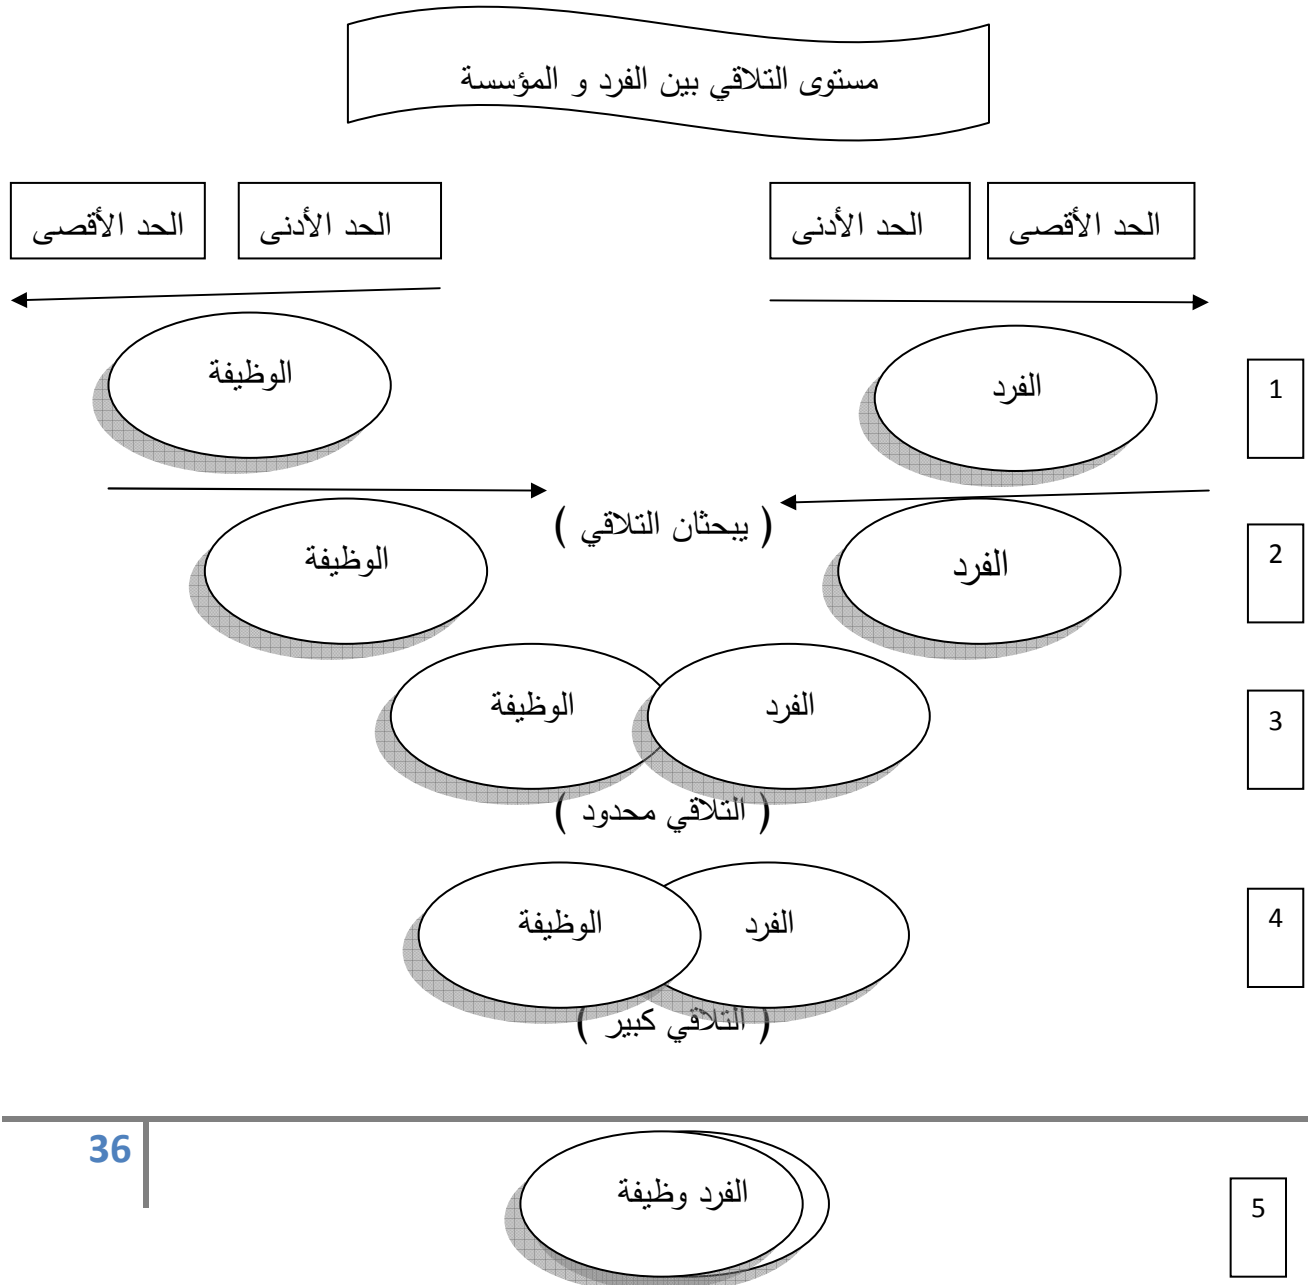 مستوى التلاقي بين الفرد و المؤسسة
الحد الأقصى
الحد الأدنى
الحد الأدنى
الحد الأقصى
1
الفرد
الوظيفة
( يبحثان التلاقي )
2
الفرد
الوظيفة
3
الفرد
الوظيفة
( التلاقي محدود )
4
الفرد
الوظيفة
( التلاقي كبير )
36
5
الفرد وظيفة